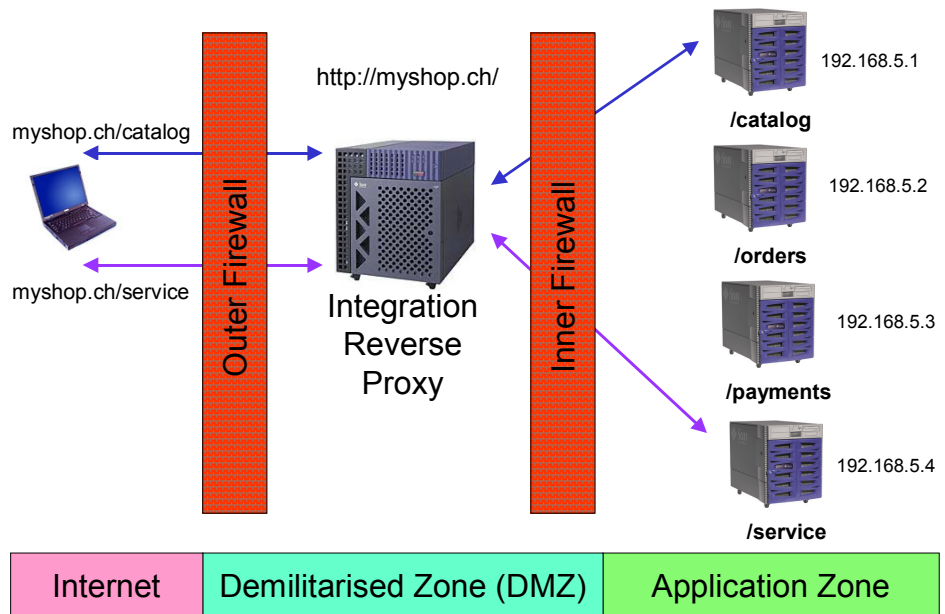 http://myshop.ch/
192.168.5.1
/catalog
myshop.ch/catalog
192.168.5.2
/orders
myshop.ch/service
Outer Firewall
Integration
Reverse
Proxy
Inner Firewall
192.168.5.3
/payments
192.168.5.4
/service
Internet
Demilitarised Zone (DMZ)
Application Zone